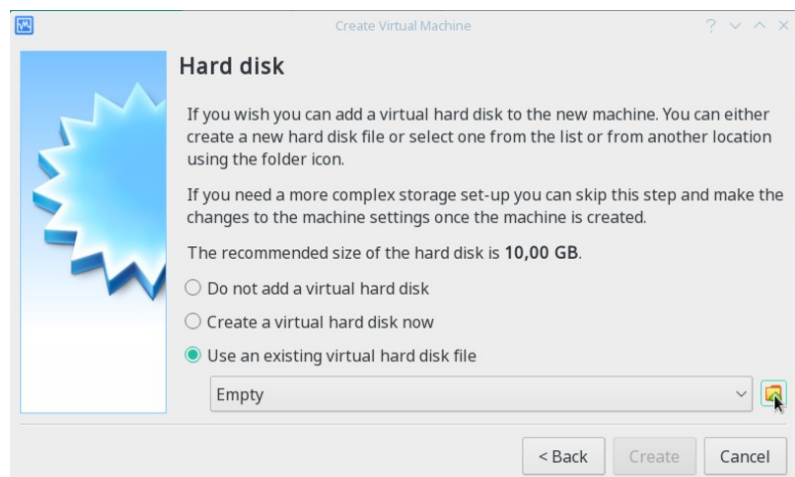 Create Virtual Machine
?
Hard disk
If you wish you can add a virtual hard disk to the new machine. You can either
create a new hard disk file or select one from the list or from another location
using the folder icon.
If you need a more complex storage set-up you can skip this step and make the
changes to the machine settings once the machine is created.
The recommended size of the hard disk is 10,00 GB.
Do not add a virtual hard disk
Create a virtual hard disk now
Use an existing virtual hard disk file
Empty
< Back Create Cancel